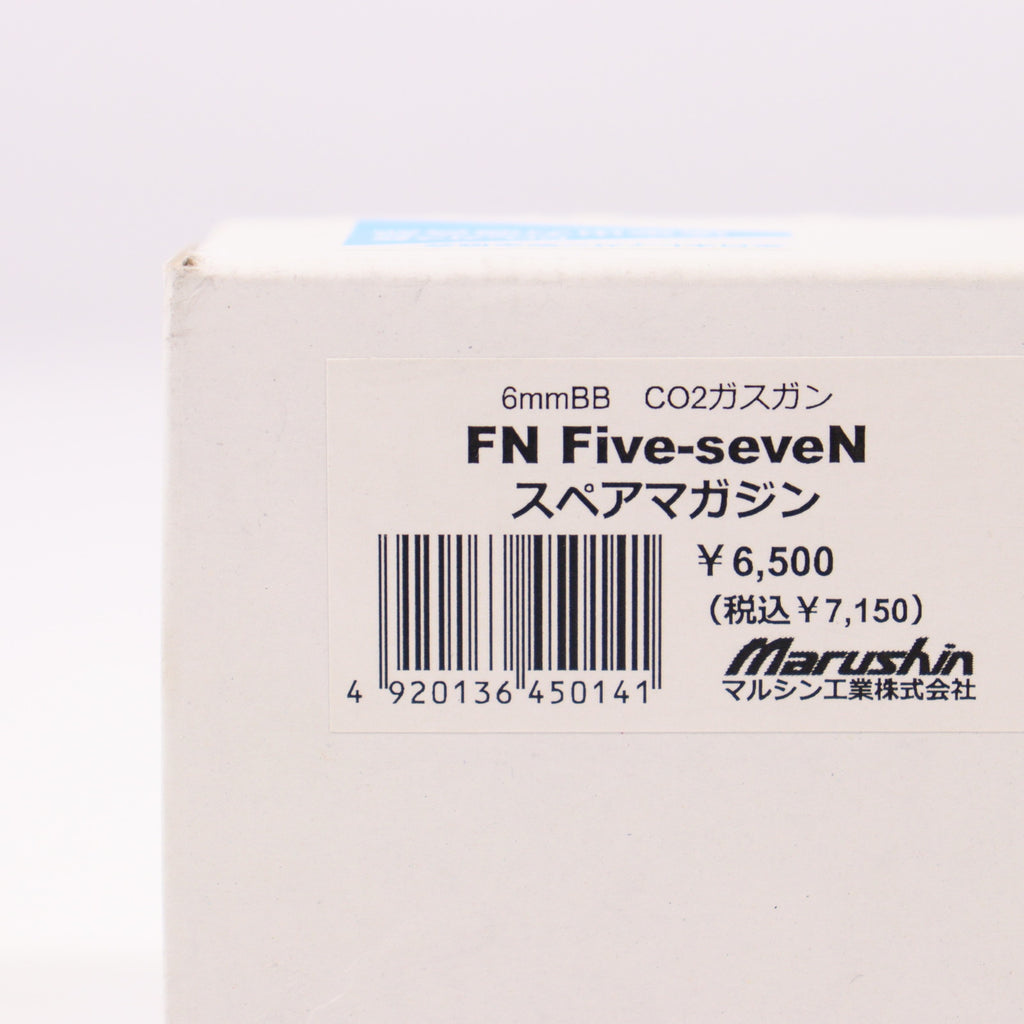 6mmBB　CO2ガスガン
FN Five-seveN
スペアマガジン
￥6,500
（税込￥7,150）
Marushin
マルシン工業株式会社
4 920136 450141